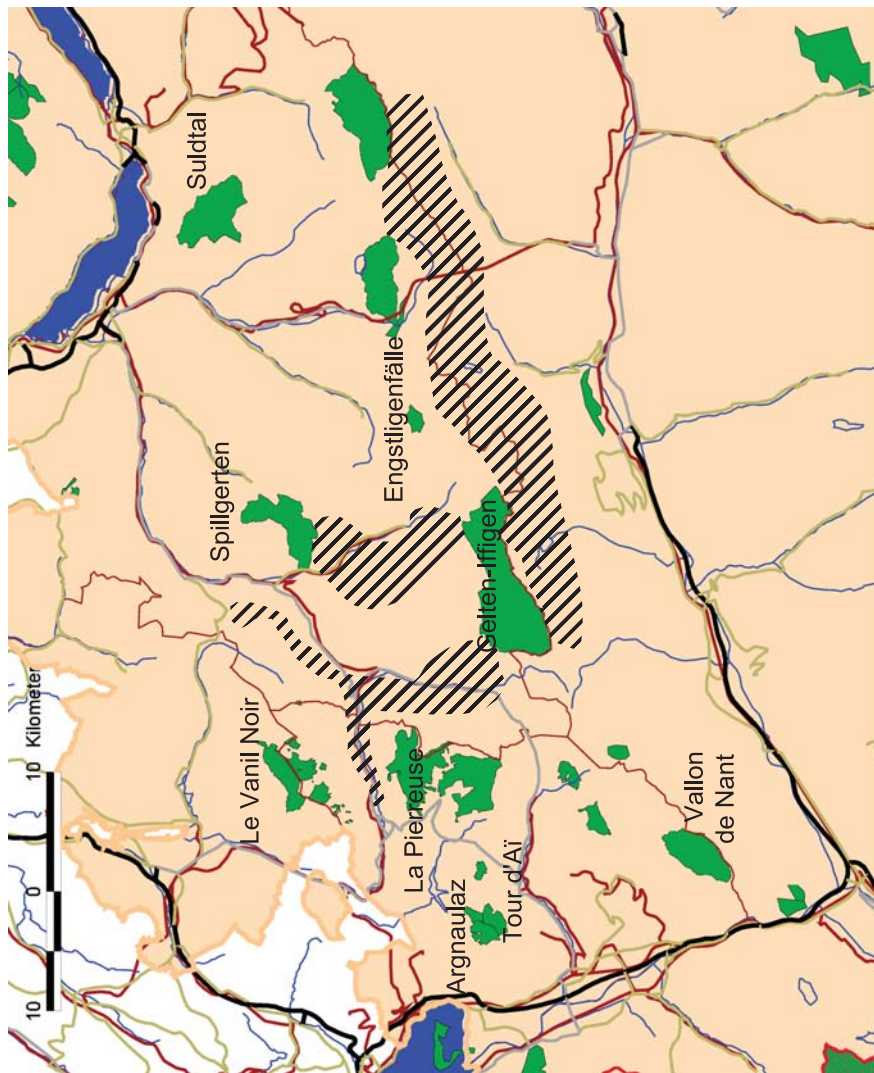 10 0 10 Kilometer
Suldtal
Spillgerten
Le Vanil Noir
Engstligenfälle
La Pierreuse
Argnaulaz
Gelten-Iffigen
Tour d'Aï
Vallon
de Nant